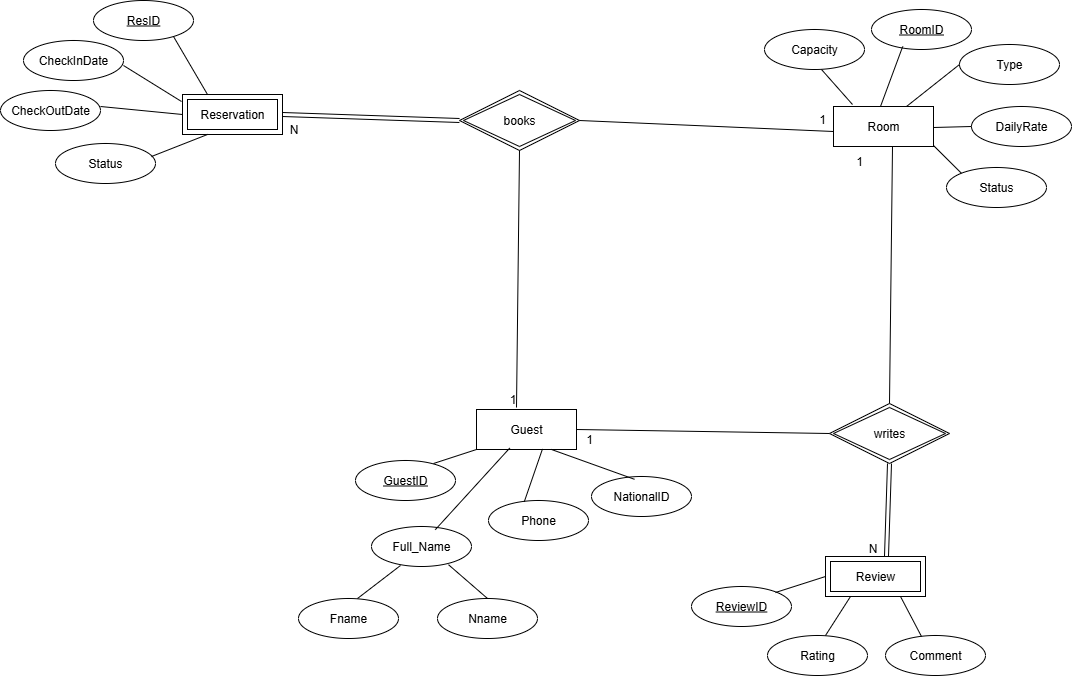 ResID
RoomID
CheckInDate
Capacity
Type
CheckOutDate
Reservation
N
books
1
Room
DailyRate
1
Status
Status
1
Guest
1
writes
GuestID
NationalID
Phone
Full_Name
N
Review
Fname
Nname
ReviewID
Rating
Comment